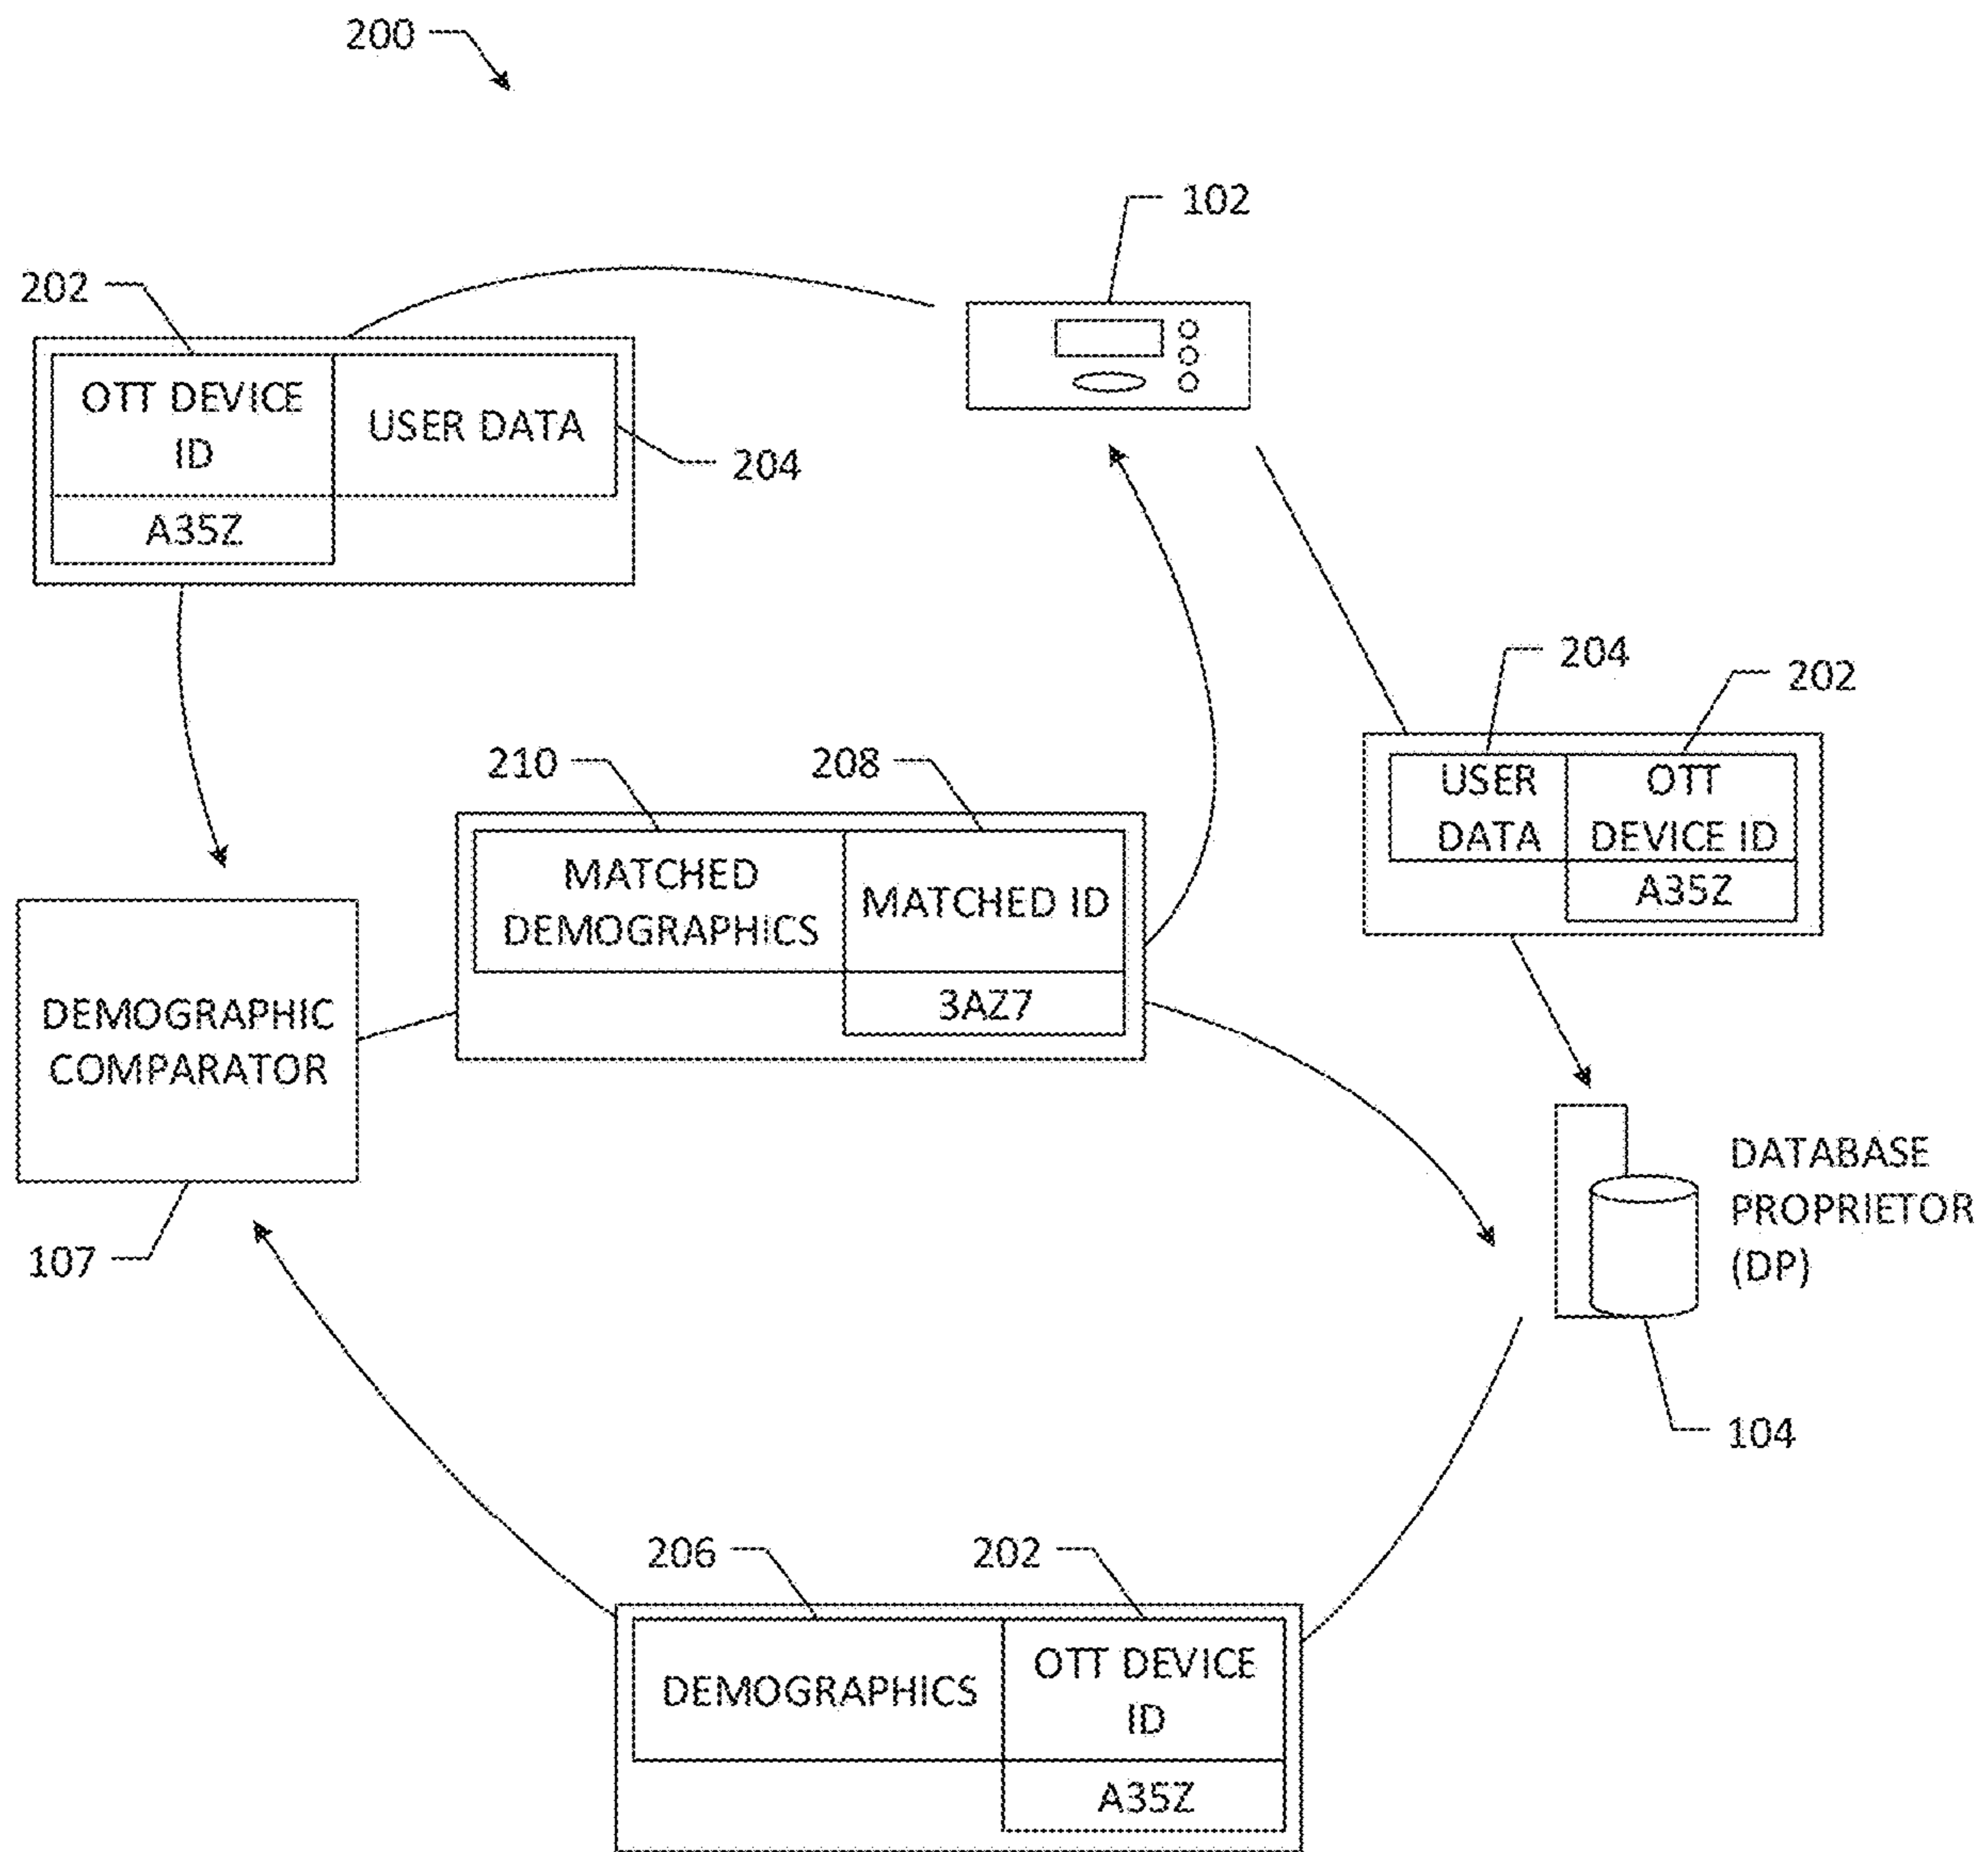 200
102
202
OTT DEVICE
ID
USER DATA
204
A35Z
204
202
USER
DATA
OTT
DEVICE ID
A35Z
210
208
MATCHED
DEMOGRAPHICS
MATCHED ID
3AZ7
DEMOGRAPHIC
COMPARATOR
107
DATABASE
PROPRIETOR
(DP)
104
206
202
DEMOGRAPHICS
OTT DEVICE
ID
A35Z